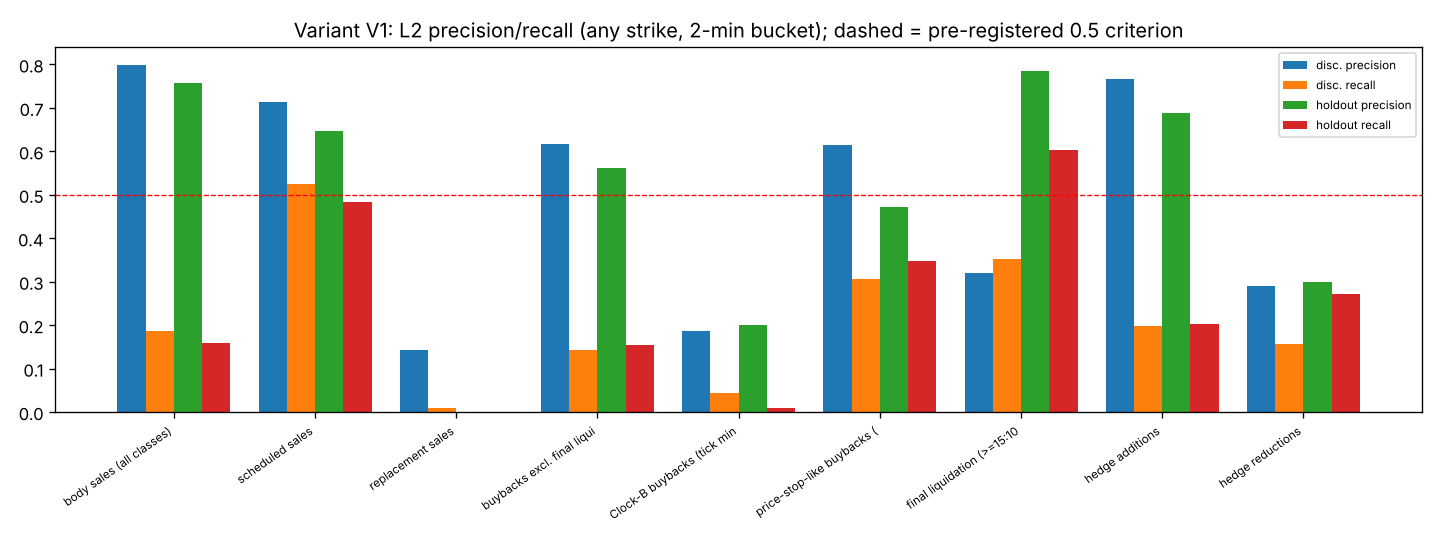 Variant V1: L2 precision/recall (any strike, 2-min bucket); dashed = pre-registered 0.5 criterion
disc. precision
disc. recall
holdout precision
holdout recall
0.8
0.7
0.6
0.5
0.4
0.3
0.2
0.1
0.0
body sales (all classes)
scheduled sales
replacement sales
buybacks excl. final liqui
Clock-B buybacks (tick min
price-stop-like buybacks (
final liquidation (>=15:10
hedge additions
hedge reductions